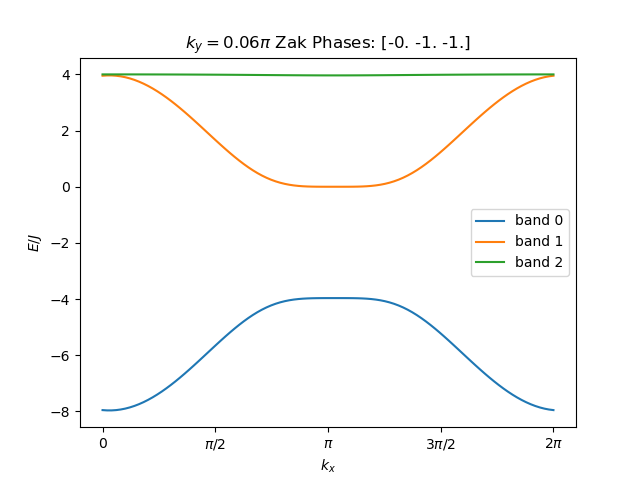 k_y = 0.06π Zak Phases: [-0. -1. -1.]
4
2
0
−2
−4
−6
−8
E/J
band 0
band 1
band 2
0
π/2
π
3π/2
2π
k_x